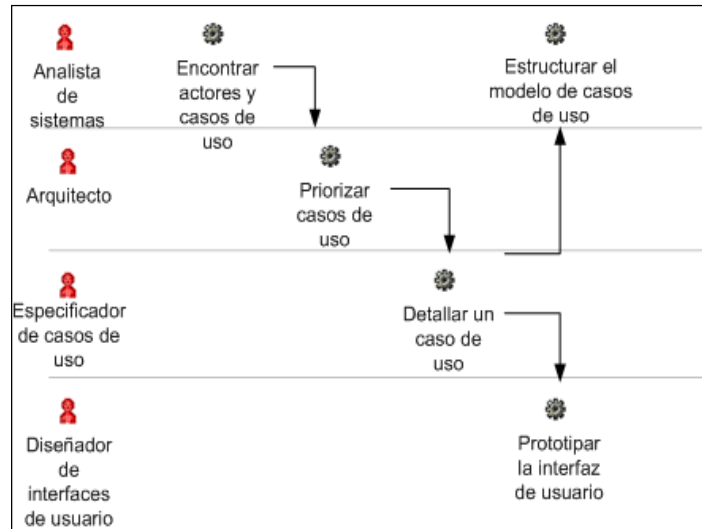 Analista
de
sistemas
Encontrar
actores y
casos de
uso
Estructurar el
modelo de casos
de uso
Arquitecto
Priorizar
casos de
uso
Especificador
de casos de
uso
Detallar un
caso de
uso
Diseñador
de
interfaces
de usuario
Prototipar
la interfaz
de usuario